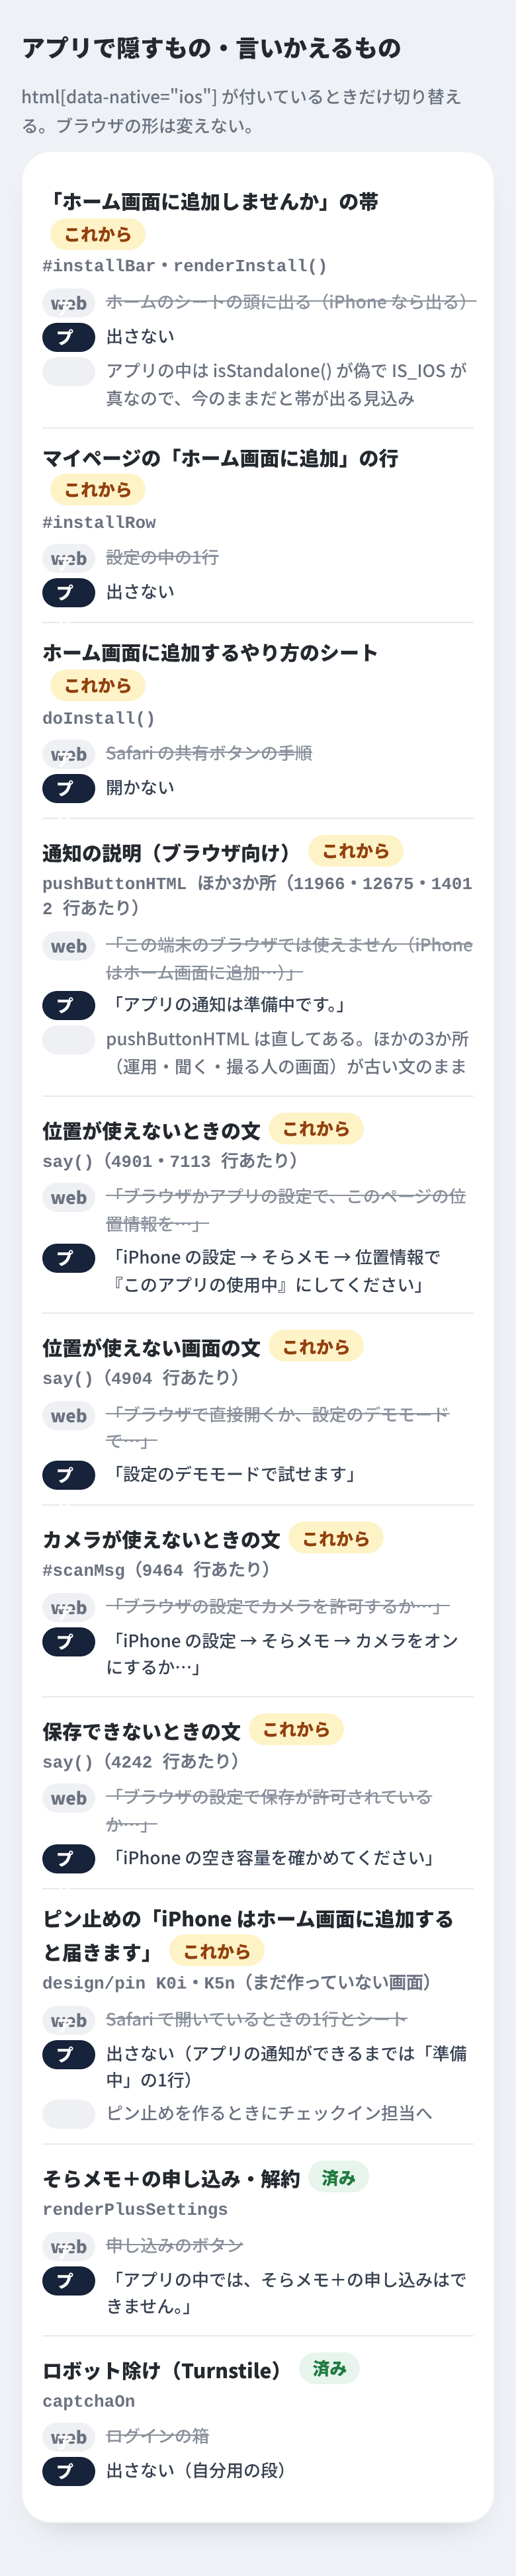 アプリで隠すもの・言いかえるもの
html[data-native="ios"] が付いているときだけ切り替え
る。ブラウザの形は変えない。
「ホーム画面に追加しませんか」の帯
これから
#installBar・renderInstall()
web ホームのシートの頭に出る（iPhone なら出る）
プ 出さない
アプリの中は isStandalone() が偽で IS_IOS が
真なので、今のままだと帯が出る見込み
マイページの「ホーム画面に追加」の行
これから
#installRow
web 設定の中の1行
プ 出さない
ホーム画面に追加するやり方のシート
これから
doInstall()
web Safari の共有ボタンの手順
プ 開かない
通知の説明（ブラウザ向け） これから
pushButtonHTML ほか3か所（11966・12675・1401
2 行あたり）
web 「この端末のブラウザでは使えません（iPhone
はホーム画面に追加…）」
プ 「アプリの通知は準備中です。」
pushButtonHTML は直してある。ほかの3か所
（運用・聞く・撮る人の画面）が古い文のまま
位置が使えないときの文 これから
say()（4901・7113 行あたり）
web 「ブラウザかアプリの設定で、このページの位
置情報を…」
プ 「iPhone の設定 → そらメモ → 位置情報で
『このアプリの使用中』にしてください」
位置が使えない画面の文 これから
say()（4904 行あたり）
web 「ブラウザで直接開くか、設定のデモモード
で…」
プ 「設定のデモモードで試せます」
カメラが使えないときの文 これから
#scanMsg（9464 行あたり）
web 「ブラウザの設定でカメラを許可するか…」
プ 「iPhone の設定 → そらメモ → カメラをオン
にするか…」
保存できないときの文 これから
say()（4242 行あたり）
web 「ブラウザの設定で保存が許可されている
か…」
プ 「iPhone の空き容量を確かめてください」
ピン止めの「iPhone はホーム画面に追加する
と届きます」 これから
design/pin K0i・K5n（まだ作っていない画面）
web Safari で開いているときの1行とシート
プ 出さない（アプリの通知ができるまでは「準備
中」の1行）
ピン止めを作るときにチェックイン担当へ
そらメモ＋の申し込み・解約 済み
renderPlusSettings
web 申し込みのボタン
プ 「アプリの中では、そらメモ＋の申し込みはで
きません。」
ロボット除け（Turnstile） 済み
captchaOn
web ログインの箱
プ 出さない（自分用の段）